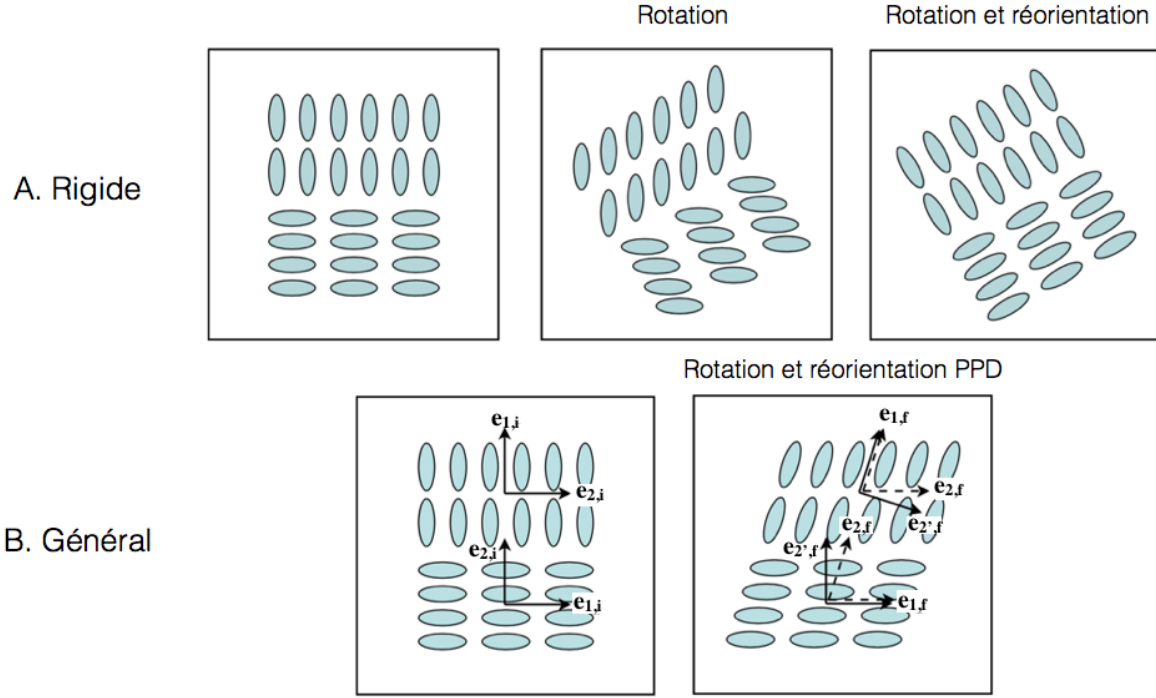 Rotation
Rotation et réorientation
A. Rigide
Rotation et réorientation PPD
B. Général
e1,i
e2,i
e2,i
e1,i
e1,f
e2,f
e2',f
e2,f
e2',f
e1,f